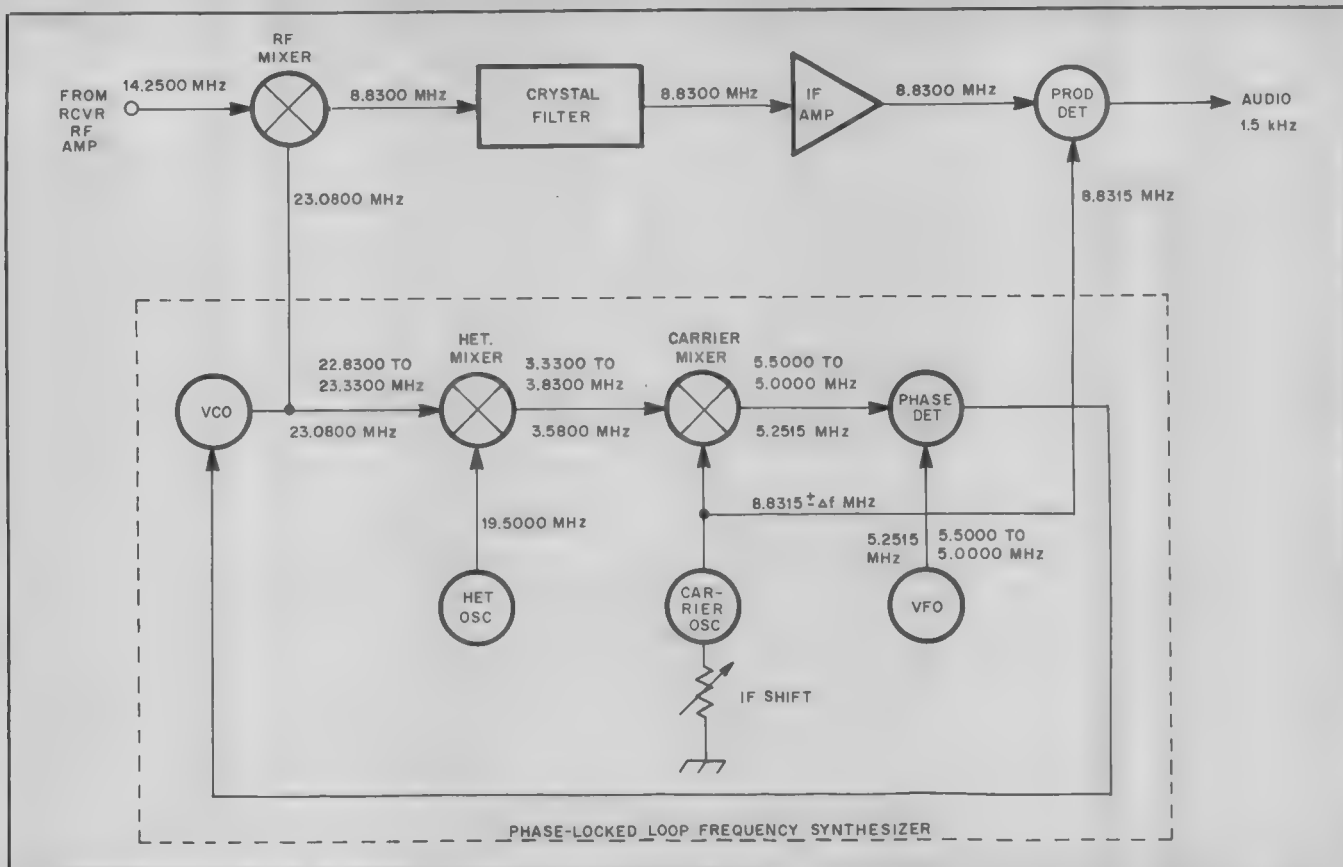 RF
MIXER
FROM
RCVR
RF
AMP
14.2500 MHz
8.8300 MHz
CRYSTAL
FILTER
8.8300 MHz
IF
AMP
8.8300 MHz
PROD
DET
AUDIO
1.5 kHz
23.0800 MHz
8.8315 MHz
VCO
22.8300 TO
23.3300 MHz
23.0800 MHz
HET.
MIXER
3.3300 TO
3.8300 MHz
3.5800 MHz
CARRIER
MIXER
5.5000 TO
5.0000 MHz
5.2515 MHz
PHASE
DET
19.5000 MHz
8.8315 ± Δf MHz
5.2515
MHz
5.5000 TO
5.0000 MHz
HET
OSC
CAR-
RIER
OSC
VFO
IF SHIFT
PHASE-LOCKED LOOP FREQUENCY SYNTHESIZER